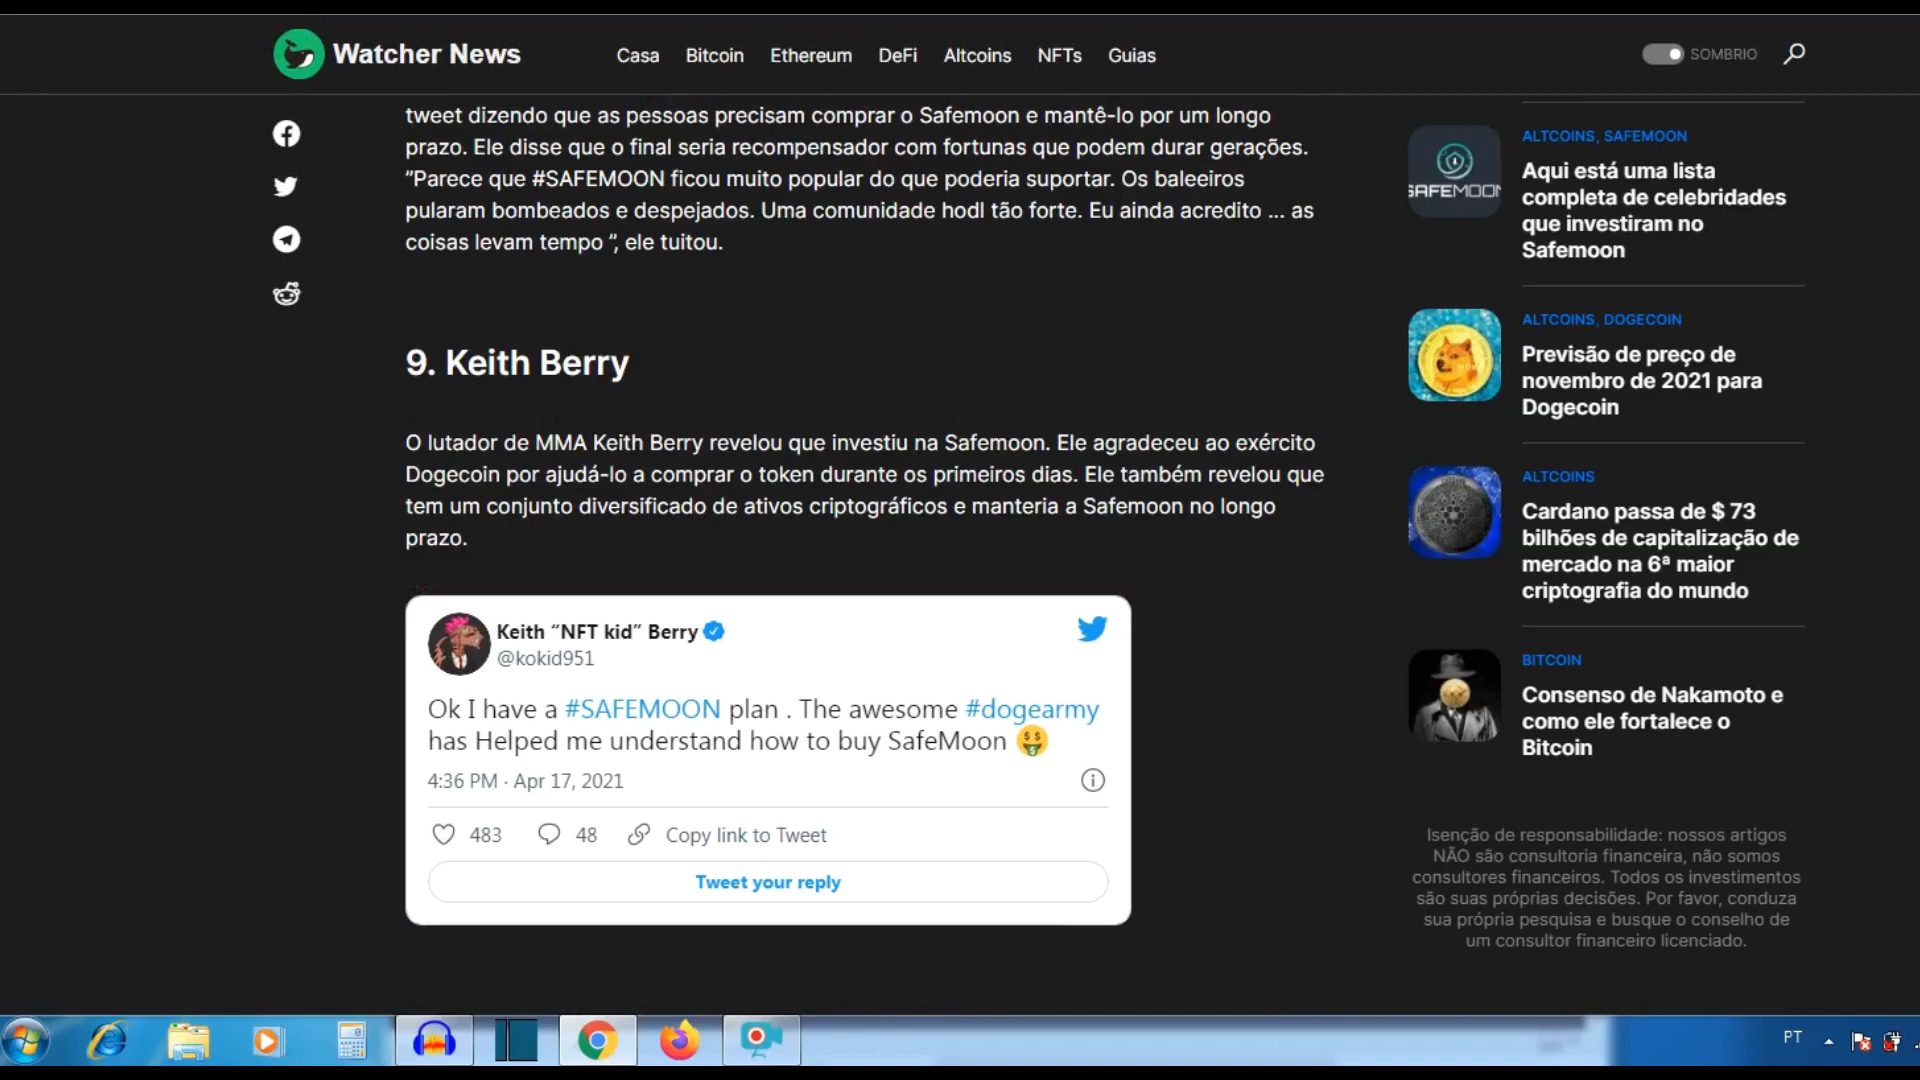 Watcher News
Casa Bitcoin Ethereum DeFi Altcoins NFTs Guias
SOMBRIO
tweet dizendo que as pessoas precisam comprar o Safemoon e mantê-lo por um longo
prazo. Ele disse que o final seria recompensador com fortunas que podem durar gerações.
”Parece que #SAFEMOON ficou muito popular do que poderia suportar. Os baleeiros
pularam bombeados e despejados. Uma comunidade hodl tão forte. Eu ainda acredito ... as
coisas levam tempo ”, ele tuitou.
9. Keith Berry
O lutador de MMA Keith Berry revelou que investiu na Safemoon. Ele agradeceu ao exército
Dogecoin por ajudá-lo a comprar o token durante os primeiros dias. Ele também revelou que
tem um conjunto diversificado de ativos criptográficos e manteria a Safemoon no longo
prazo.
Keith “NFT kid” Berry
@kokid951
Ok I have a #SAFEMOON plan . The awesome #dogearmy
has Helped me understand how to buy SafeMoon
4:36 PM · Apr 17, 2021
483 48 Copy link to Tweet
Tweet your reply
SAFEMOON
ALTCOINS, SAFEMOON
Aqui está uma lista
completa de celebridades
que investiram no
Safemoon
ALTCOINS, DOGECOIN
Previsão de preço de
novembro de 2021 para
Dogecoin
ALTCOINS
Cardano passa de $ 73
bilhões de capitalização de
mercado na 6ª maior
criptografia do mundo
BITCOIN
Consenso de Nakamoto e
como ele fortalece o
Bitcoin
Isenção de responsabilidade: nossos artigos
NÃO são consultoria financeira, não somos
consultores financeiros. Todos os investimentos
são suas próprias decisões. Por favor, conduza
sua própria pesquisa e busque o conselho de
um consultor financeiro licenciado.
PT